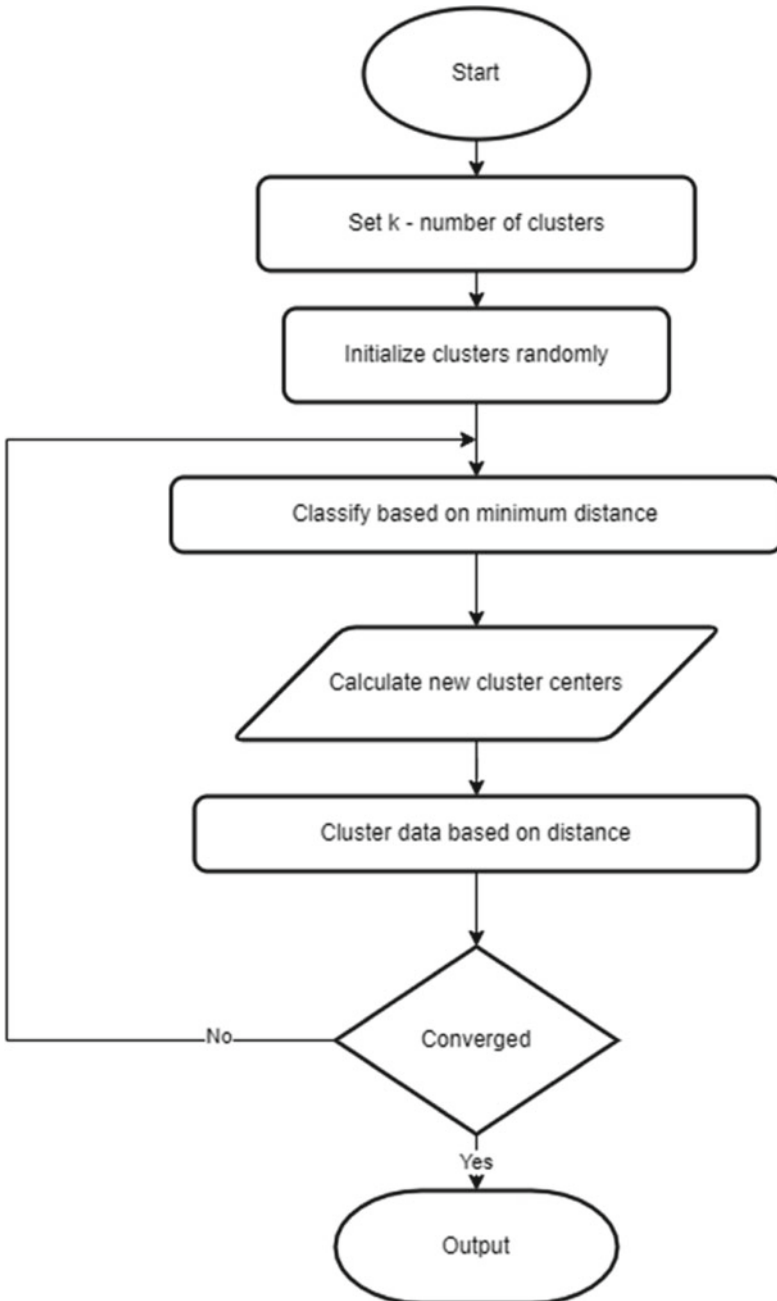 Start
Set k - number of clusters
Initialize clusters randomly
Classify based on minimum distance
Calculate new cluster centers
Cluster data based on distance
Converged
No
Yes
Output